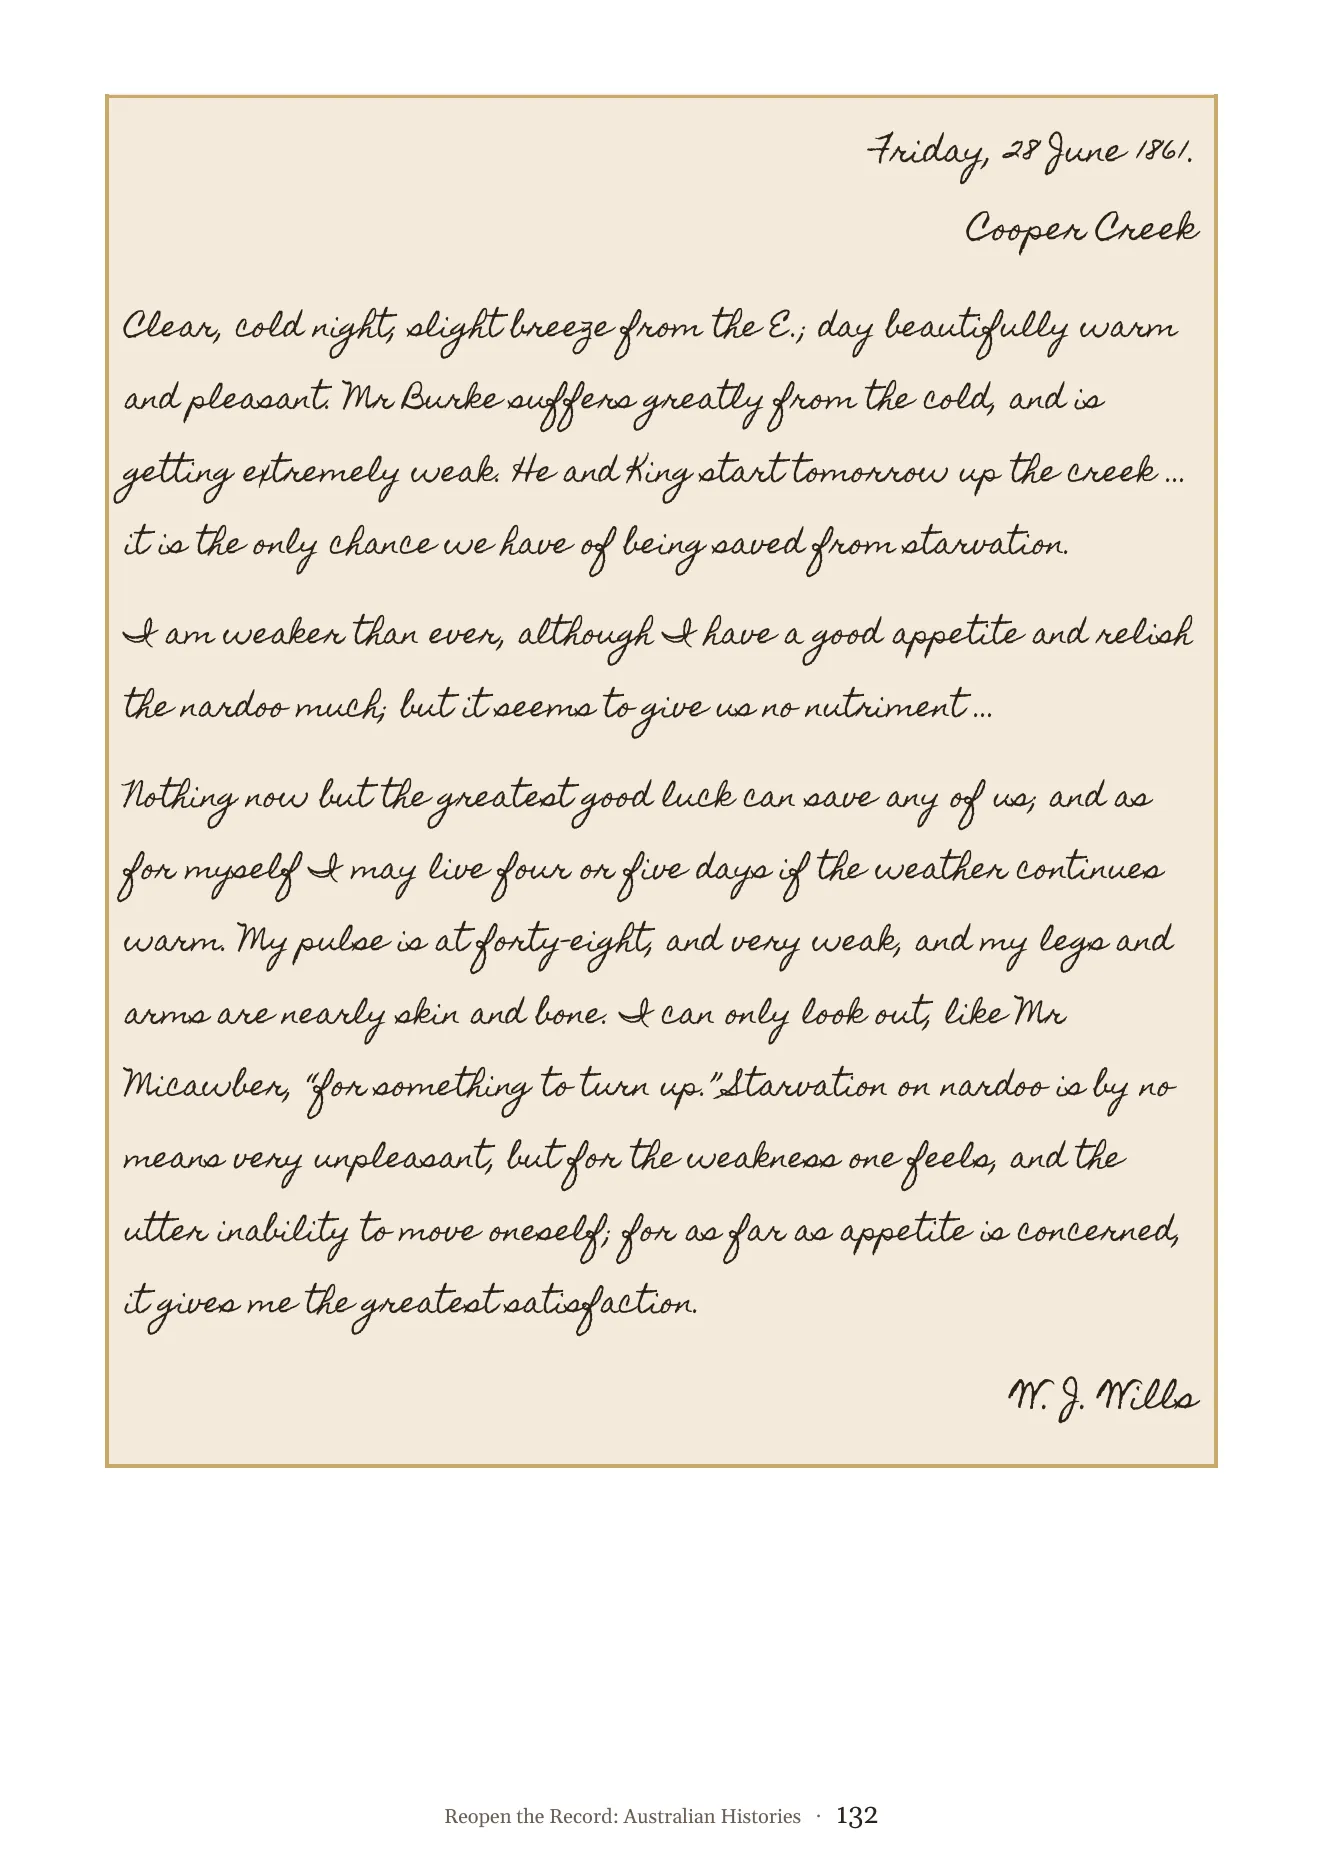 Friday, 28 June 1861.
Cooper Creek
Clear, cold night, slight breeze from the E.; day beautifully warm
and pleasant. Mr Burke suffers greatly from the cold, and is
getting extremely weak. He and King start tomorrow up the creek ...
it is the only chance we have of being saved from starvation.
I am weaker than ever, although I have a good appetite and relish
the nardoo much; but it seems to give us no nutriment ...
Nothing now but the greatest good luck can save any of us; and as
for myself I may live four or five days if the weather continues
warm. My pulse is at forty-eight, and very weak, and my legs and
arms are nearly skin and bone. I can only look out, like Mr
Micawber, “for something to turn up.” Starvation on nardoo is by no
means very unpleasant, but for the weakness one feels, and the
utter inability to move oneself; for as far as appetite is concerned,
it gives me the greatest satisfaction.
W. J. Wills
Reopen the Record: Australian Histories · 132